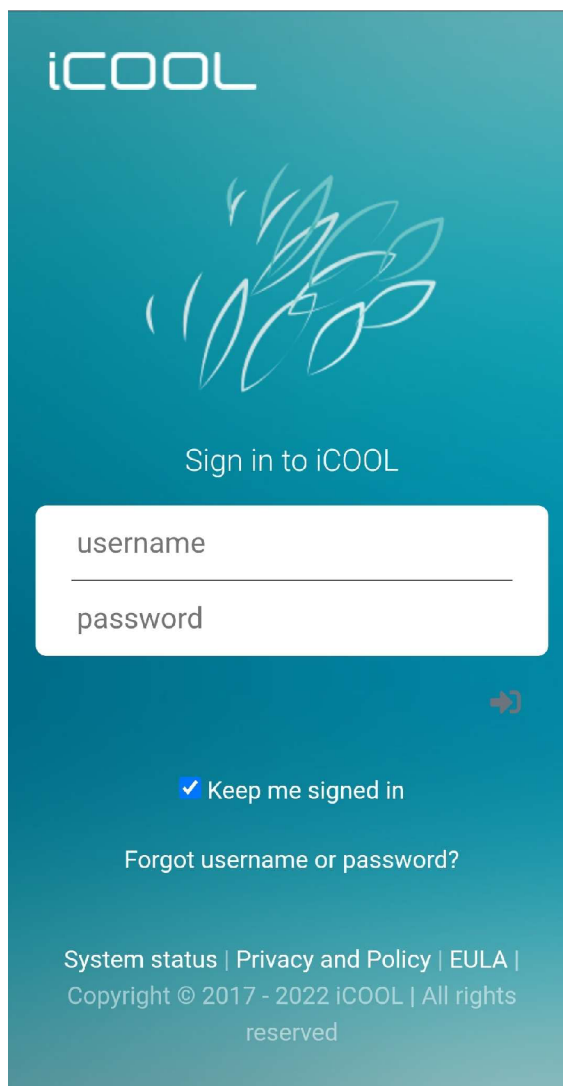 iCOOL
Sign in to iCOOL
username
password
Keep me signed in
Forgot username or password?
System status | Privacy and Policy | EULA |
Copyright © 2017 - 2022 iCOOL | All rights
reserved